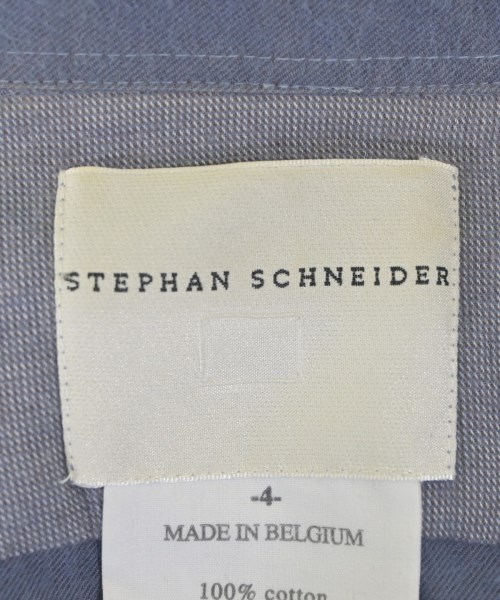 STEPHAN SCHNEIDER
-4-
MADE IN BELGIUM
100% cotton